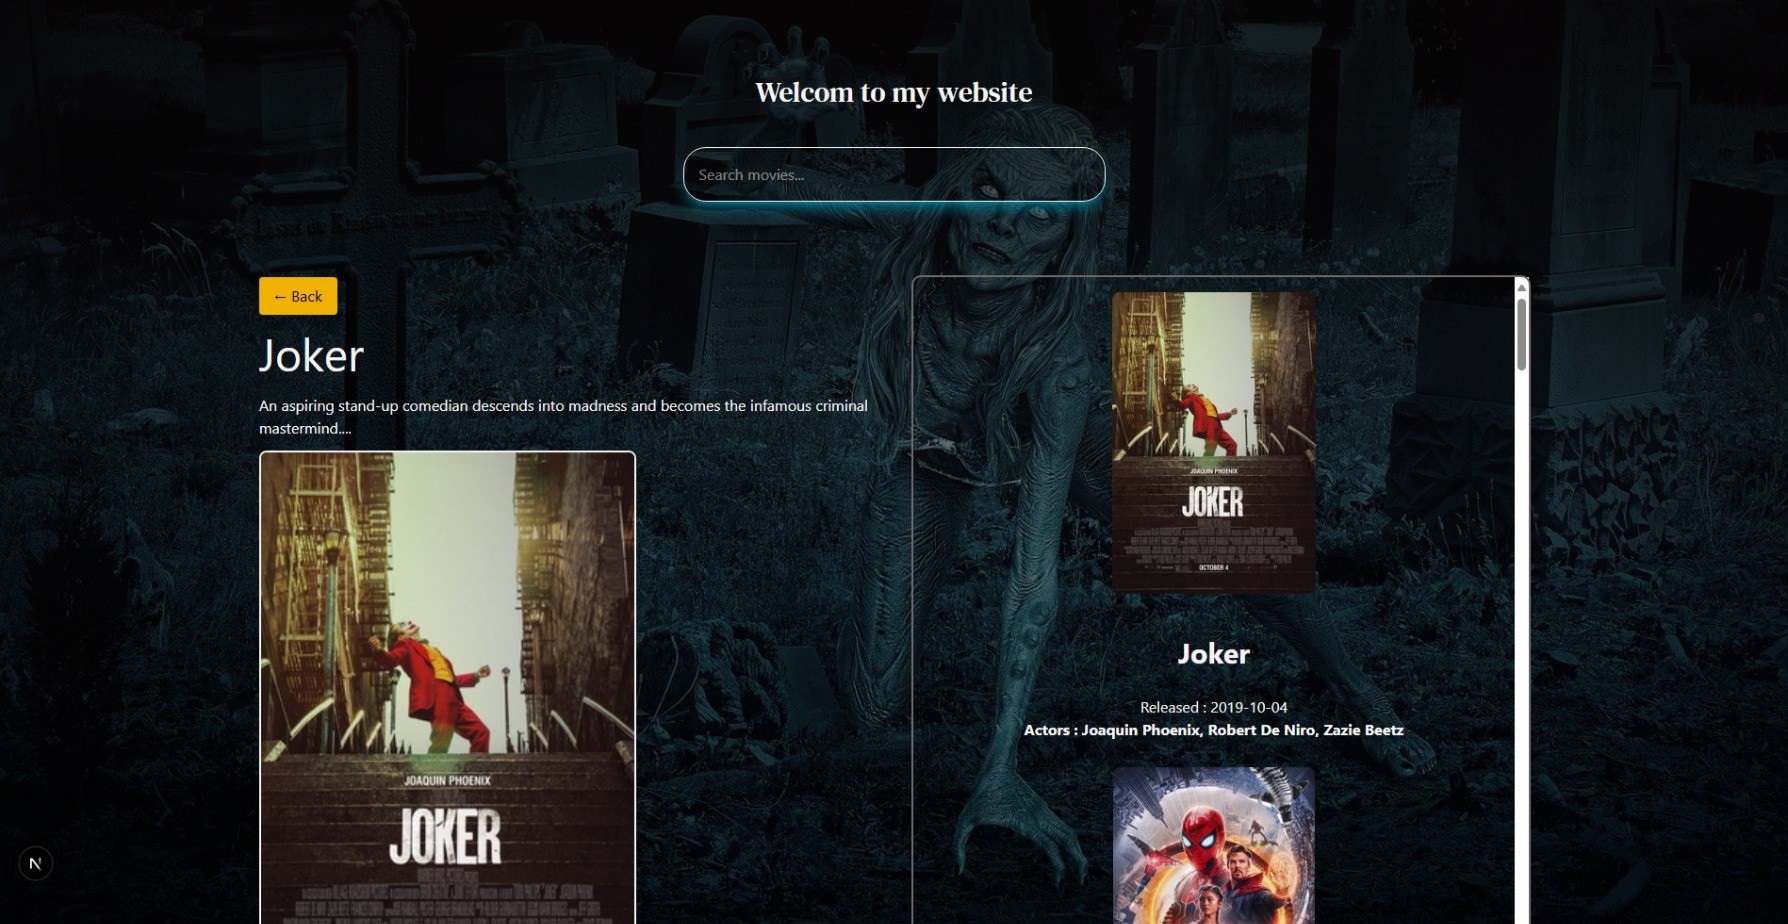 Welcom to my website
Search movies...
← Back
Joker
An aspiring stand-up comedian descends into madness and becomes the infamous criminal
mastermind....
JOAQUIN PHOENIX
JOKER
JOAQUIN PHOENIX
JOKER
OCTOBER 4
Joker
Released : 2019-10-04
Actors : Joaquin Phoenix, Robert De Niro, Zazie Beetz
N